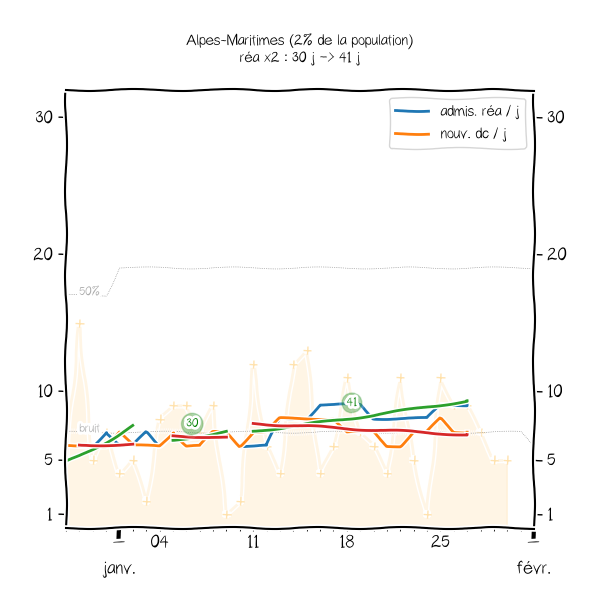 Alpes-Maritimes (2% de la population)
réa x2 : 30 j -> 41 j
admis. réa / j
nouv. dc / j
30
30
20
20
50%
10
10
41
30
bruit
5
5
1
1
04
11
18
25
janv.
févr.